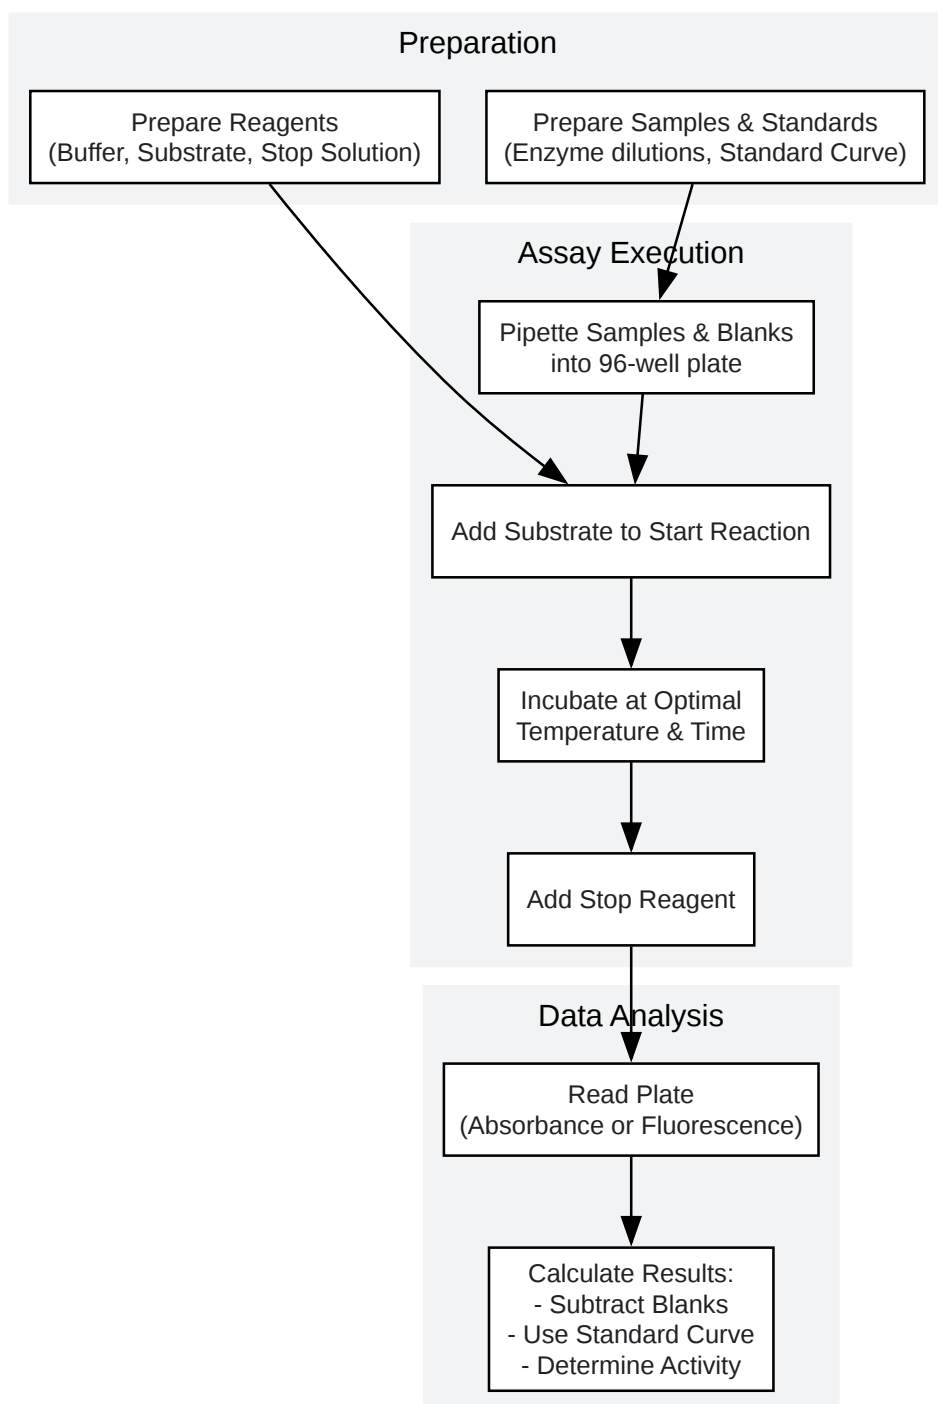 Preparation
Prepare Reagents
(Buffer, Substrate, Stop Solution)
Prepare Samples & Standards
(Enzyme dilutions, Standard Curve)
Assay Execution
Pipette Samples & Blanks
into 96-well plate
Add Substrate to Start Reaction
Incubate at Optimal
Temperature & Time
Add Stop Reagent
Data Analysis
Read Plate
(Absorbance or Fluorescence)
Calculate Results:
- Subtract Blanks
- Use Standard Curve
- Determine Activity